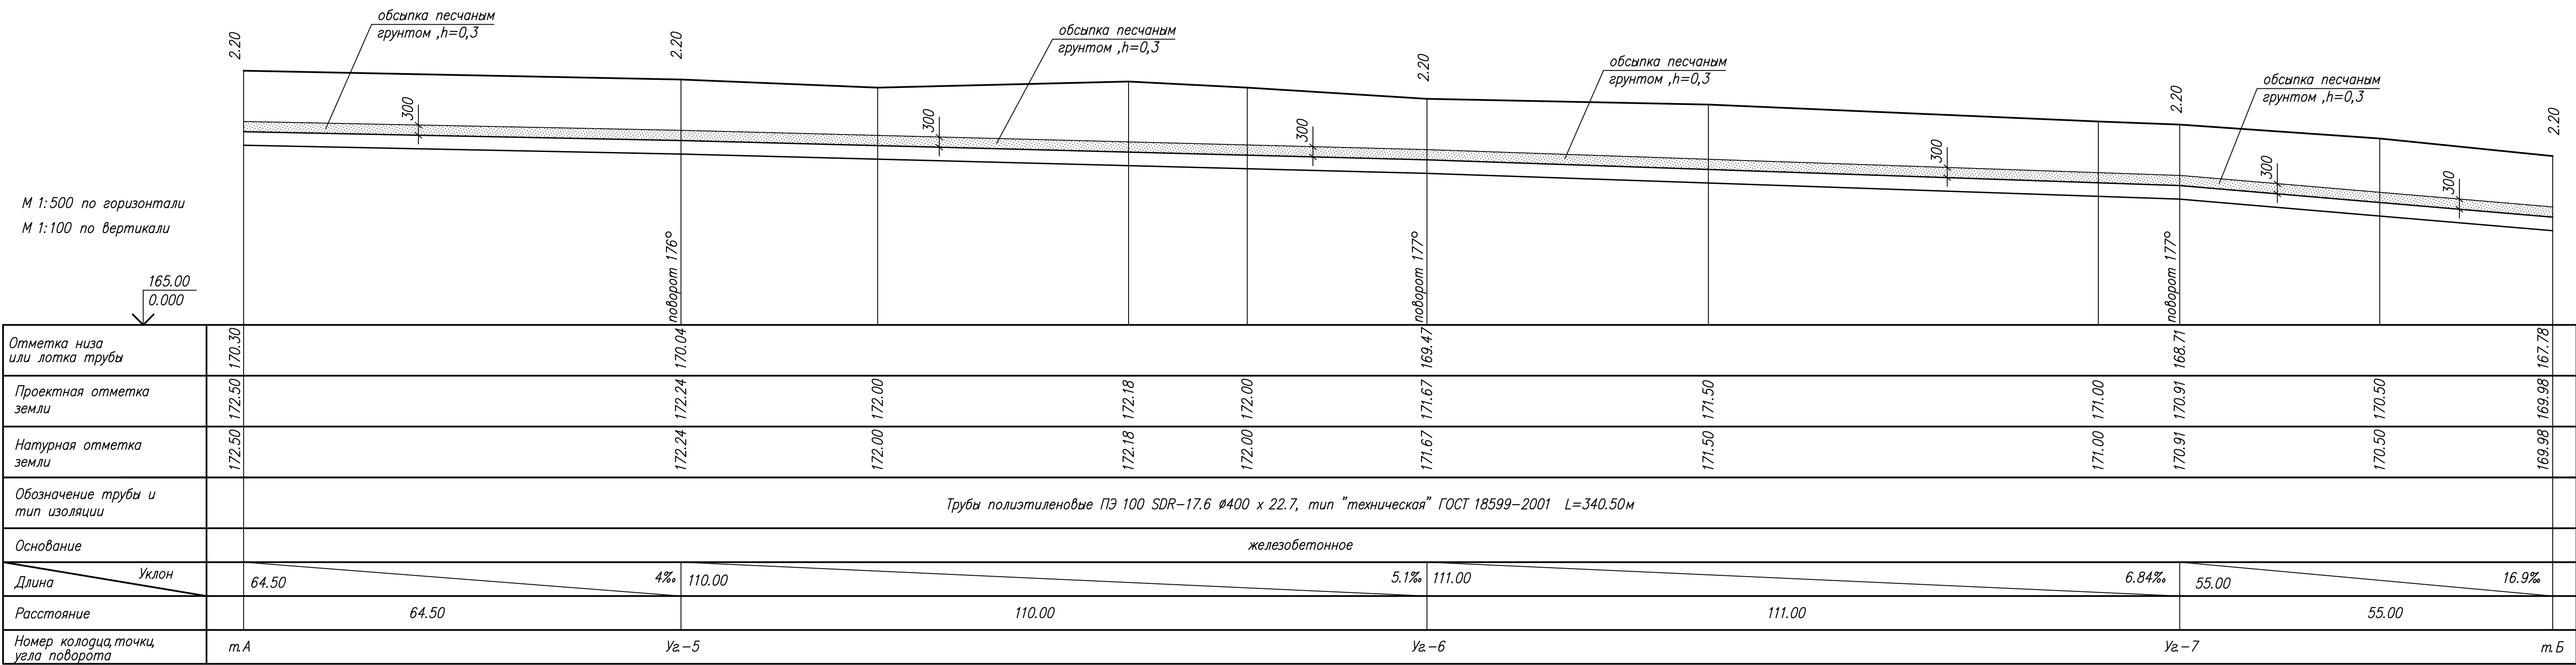 обсыпка песчаным
грунтом ,h=0,3
обсыпка песчаным
грунтом ,h=0,3
обсыпка песчаным
грунтом ,h=0,3
обсыпка песчаным
грунтом ,h=0,3
2.20
2.20
2.20
2.20
2.20
300
300
300
300
300
300
М 1:500 по горизонтали
М 1:100 по вертикали
165.00
0.000
поворот 176°
поворот 177°
поворот 177°
Отметка низа
или лотка трубы
170.30
170.04
169.47
168.71
167.78
Проектная отметка
земли
172.50
172.24
172.00
172.18
172.00
171.67
171.50
171.00
170.91
170.50
169.98
Натурная отметка
земли
172.50
172.24
172.00
172.18
172.00
171.67
171.50
171.00
170.91
170.50
169.98
Обозначение трубы и
тип изоляции
Трубы полиэтиленовые ПЭ 100 SDR-17.6 ⌀400 х 22.7, тип "техническая" ГОСТ 18599-2001 L=340.50м
Основание
железобетонное
Уклон
Длина
64.50
4‰
110.00
5.1‰
111.00
6.84‰
55.00
16.9‰
Расстояние
64.50
110.00
111.00
55.00
Номер колодца,точки,
угла поворота
т.А
Уг.-5
Уг.-6
Уг.-7
т.Б